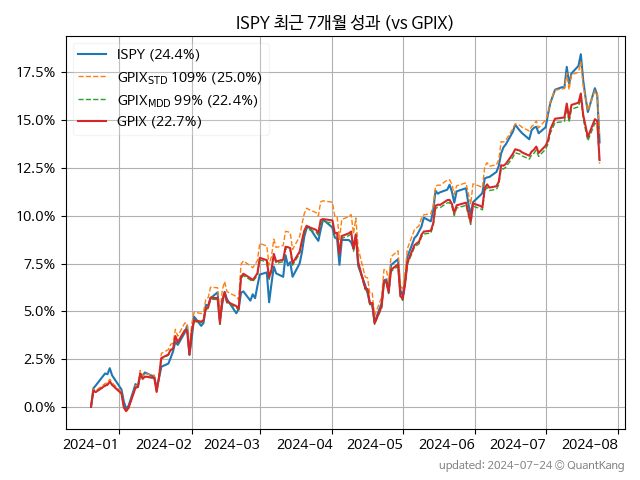 ISPY 최근 7개월 성과 (vs GPIX)
ISPY (24.4%)
GPIXSTD 109% (25.0%)
GPIXMDD 99% (22.4%)
GPIX (22.7%)
17.5%
15.0%
12.5%
10.0%
7.5%
5.0%
2.5%
0.0%
2024-01 2024-02 2024-03 2024-04 2024-05 2024-06 2024-07 2024-08
updated: 2024-07-24 © QuantKang